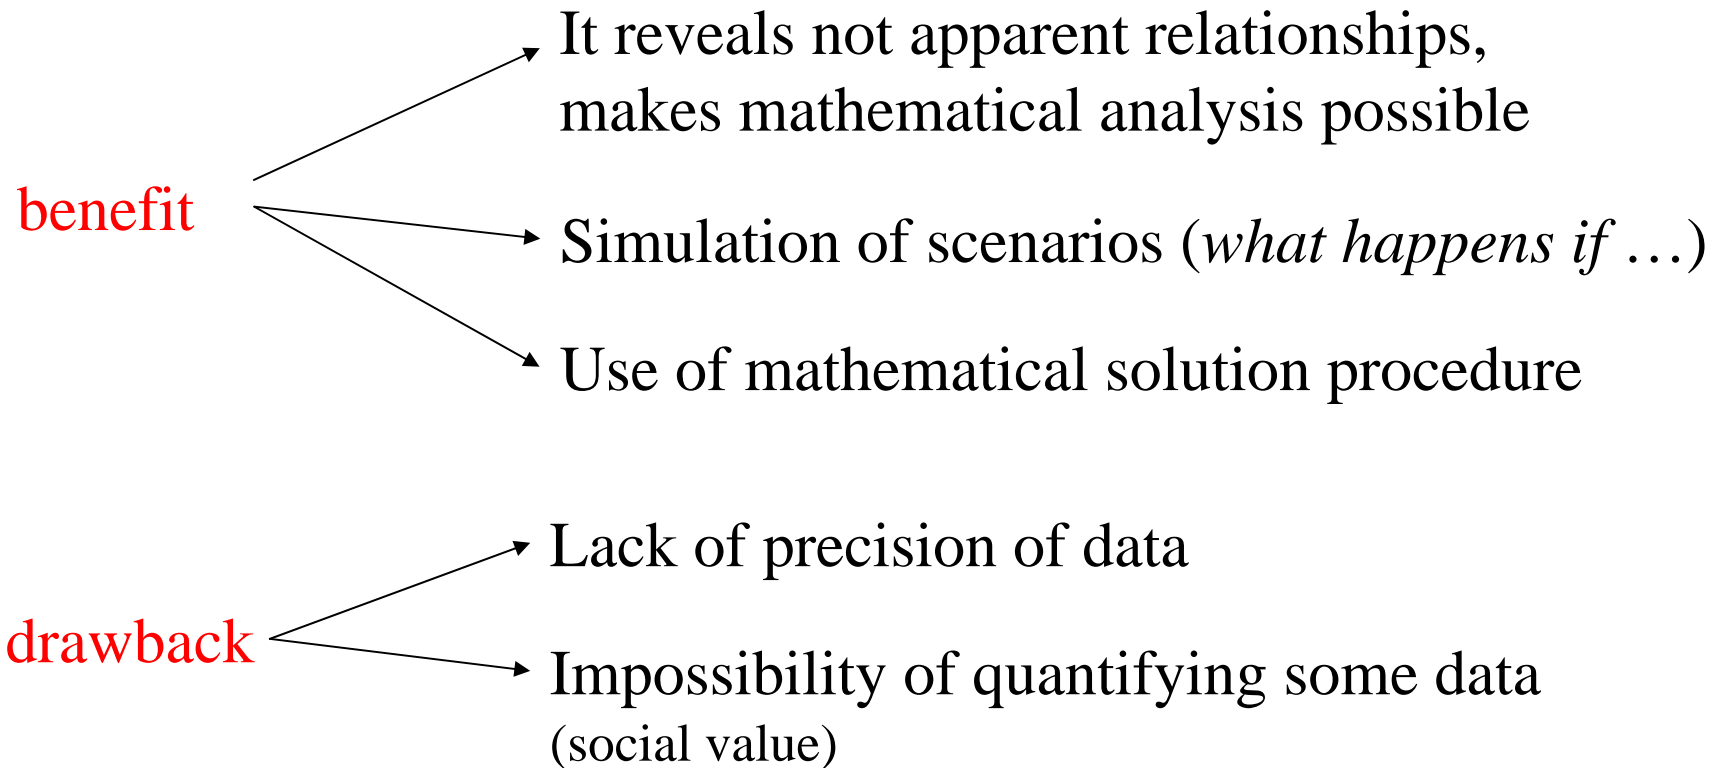 It reveals not apparent relationships,
makes mathematical analysis possible
benefit
Simulation of scenarios (what happens if …)
Use of mathematical solution procedure
Lack of precision of data
drawback
Impossibility of quantifying some data
(social value)